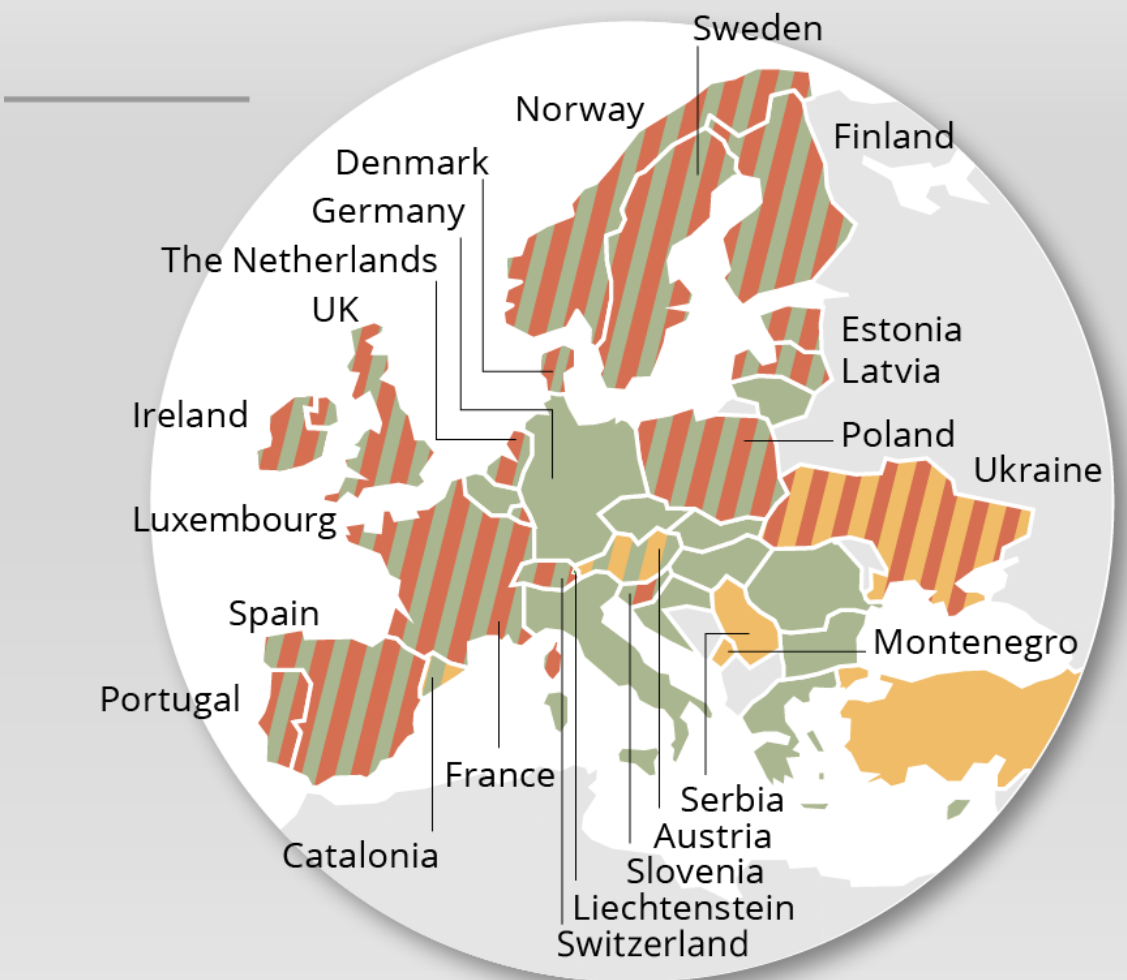 Sweden
Norway
Finland
Denmark
Germany
The Netherlands
UK
Estonia
Latvia
Ireland
Poland
Ukraine
Luxembourg
Spain
Montenegro
Portugal
France
Serbia
Austria
Catalonia
Slovenia
Liechtenstein
Switzerland